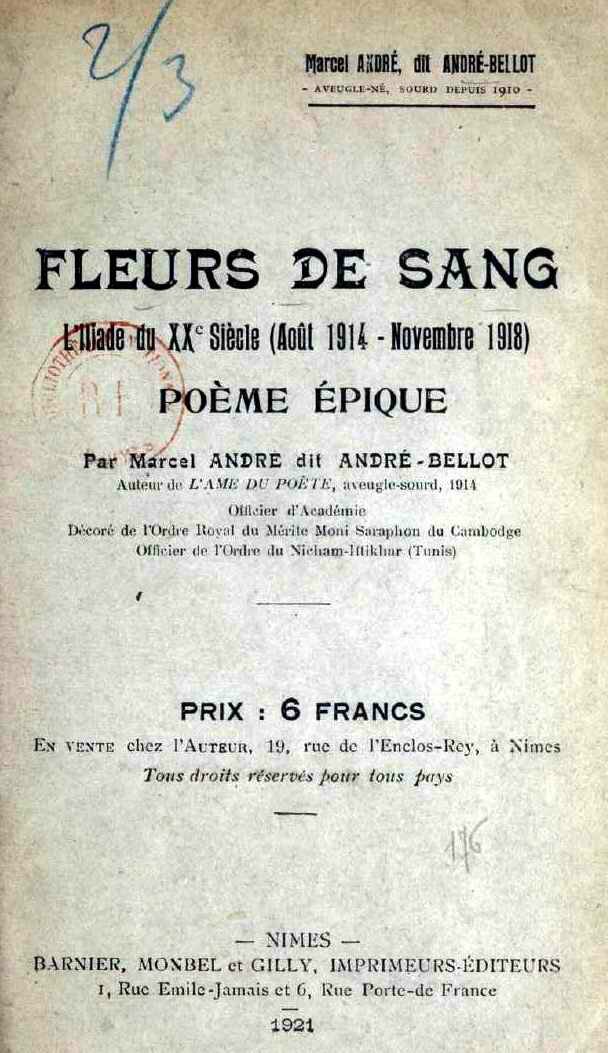 2/3
Marcel ANDRÉ, dit ANDRÉ-BELLOT
- AVEUGLE-NÉ, SOURD DEPUIS 1910 -
FLEURS DE SANG
L'Iliade du XXe Siècle (Août 1914 - Novembre 1918)
POÈME ÉPIQUE
Par Marcel ANDRE dit ANDRÉ-BELLOT
Auteur de L'AME DU POÈTE, aveugle-sourd, 1914
Officier d'Académie
Décoré de l'Ordre Royal du Mérite Moni Saraphon du Cambodge
Officier de l'Ordre du Nicham-Iftikhar (Tunis)
PRIX : 6 FRANCS
EN VENTE chez l'AUTEUR, 19, rue de l'Enclos-Rey, à Nimes
Tous droits réservés pour tous pays
176
— NIMES —
BARNIER, MONBEL et GILLY, IMPRIMEURS-ÉDITEURS
1, Rue Emile-Jamais et 6, Rue Porte-de France
1921